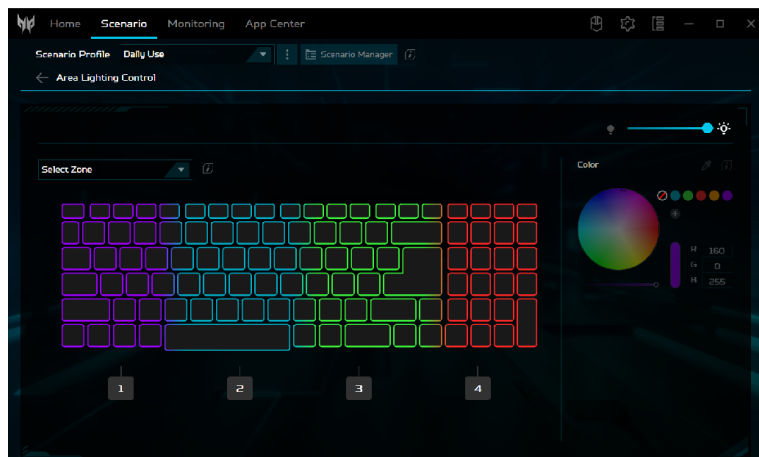 Home Scenario Monitoring App Center
Scenario Profile Daily Use Scenario Manager
Area Lighting Control
Select Zone
Color
R 160
G 0
255
1 2 3 4